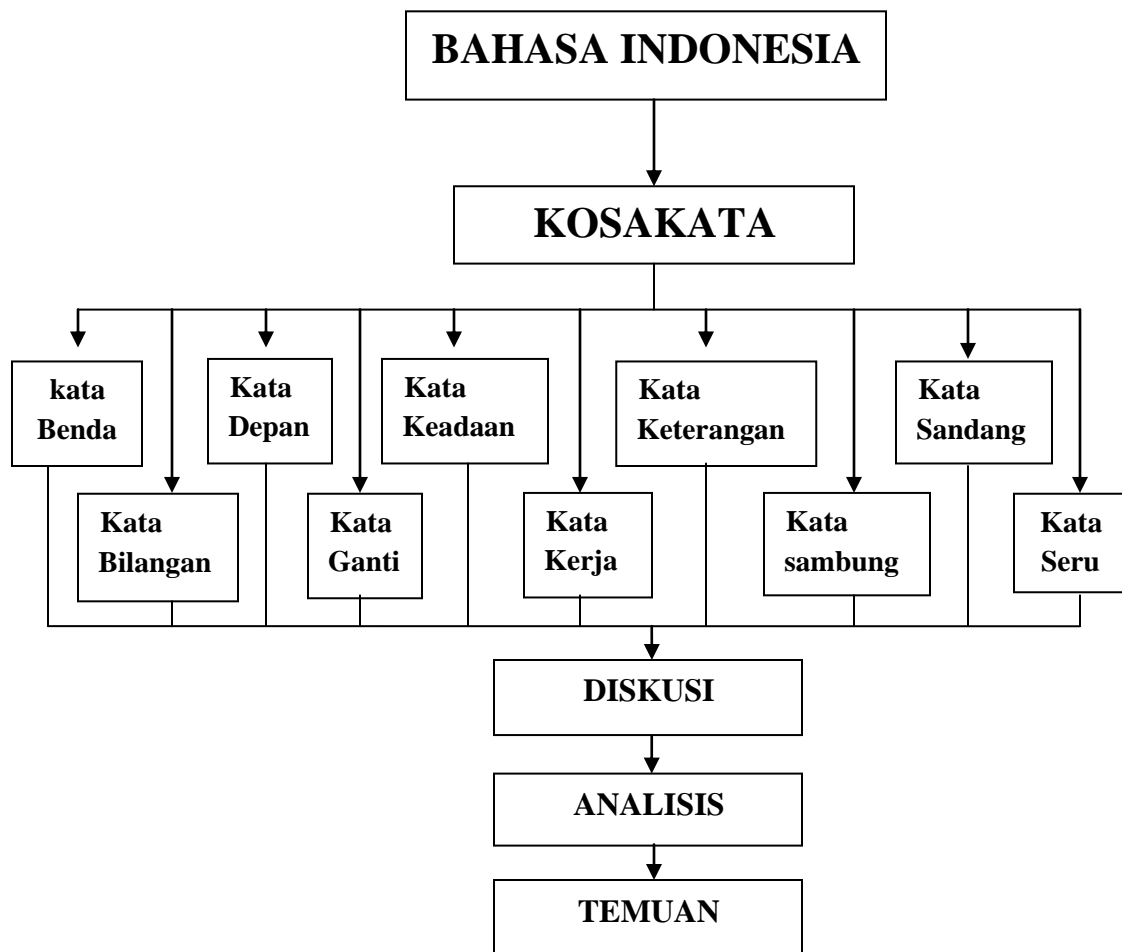 BAHASA INDONESIA
KOSAKATA
kata
Benda
Kata
Depan
Kata
Keadaan
Kata
Keterangan
Kata
Sandang
Kata
Bilangan
Kata
Ganti
Kata
Kerja
Kata
sambung
Kata
Seru
DISKUSI
ANALISIS
TEMUAN